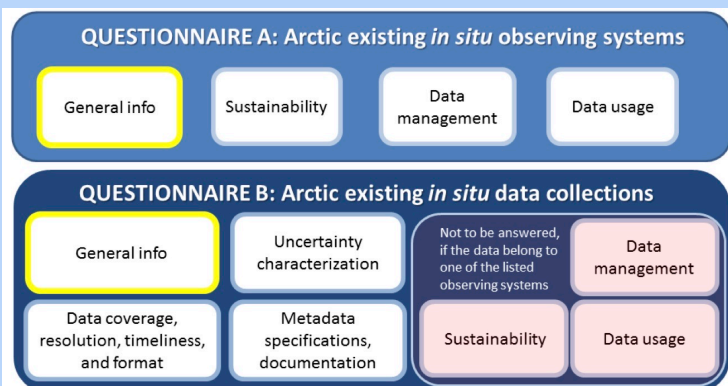 QUESTIONNAIRE A: Arctic existing in situ observing systems
General info
Sustainability
Data
management
Data usage
QUESTIONNAIRE B: Arctic existing in situ data collections
General info
Uncertainty
characterization
Data coverage,
resolution, timeliness,
and format
Metadata
specifications,
documentation
Not to be answered,
if the data belong to
one of the listed
observing systems
Data
management
Sustainability
Data usage